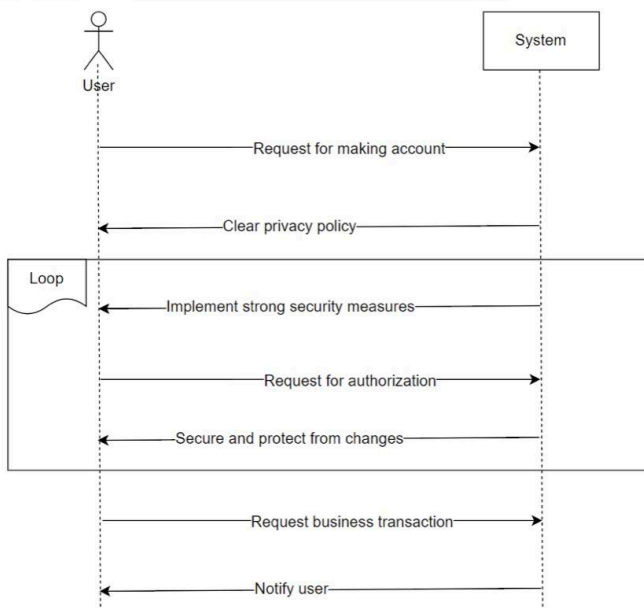 System
User
Request for making account
Clear privacy policy
Loop
Implement strong security measures
Request for authorization
Secure and protect from changes
Request business transaction
Notify user